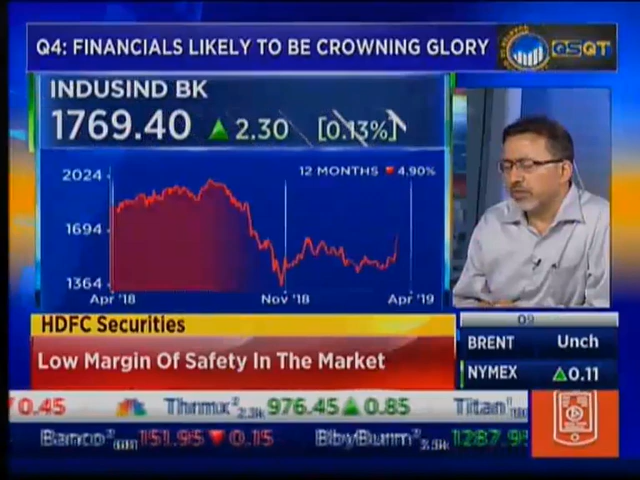 Q4: FINANCIALS LIKELY TO BE CROWNING GLORY
QSQT
INDUSIND BK
1769.40 ▲ 2.30 [0.13%]
12 MONTHS ▼ 4.90%
2024
1694
1364
Apr '18 Nov '18 Apr '19
HDFC Securities
Low Margin Of Safety In The Market
09
BRENT Unch
NYMEX ▲0.11
▼0.45 976.45 ▲ 0.85 Titan
151.95 ▼ 0.15